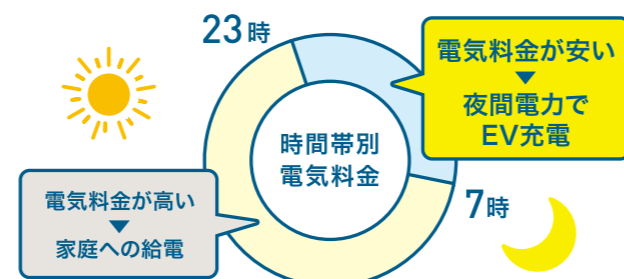 23時
電気料金が安い
▼
夜間電力で
EV充電
時間帯別
電気料金
電気料金が高い
▼
家庭への給電
7時